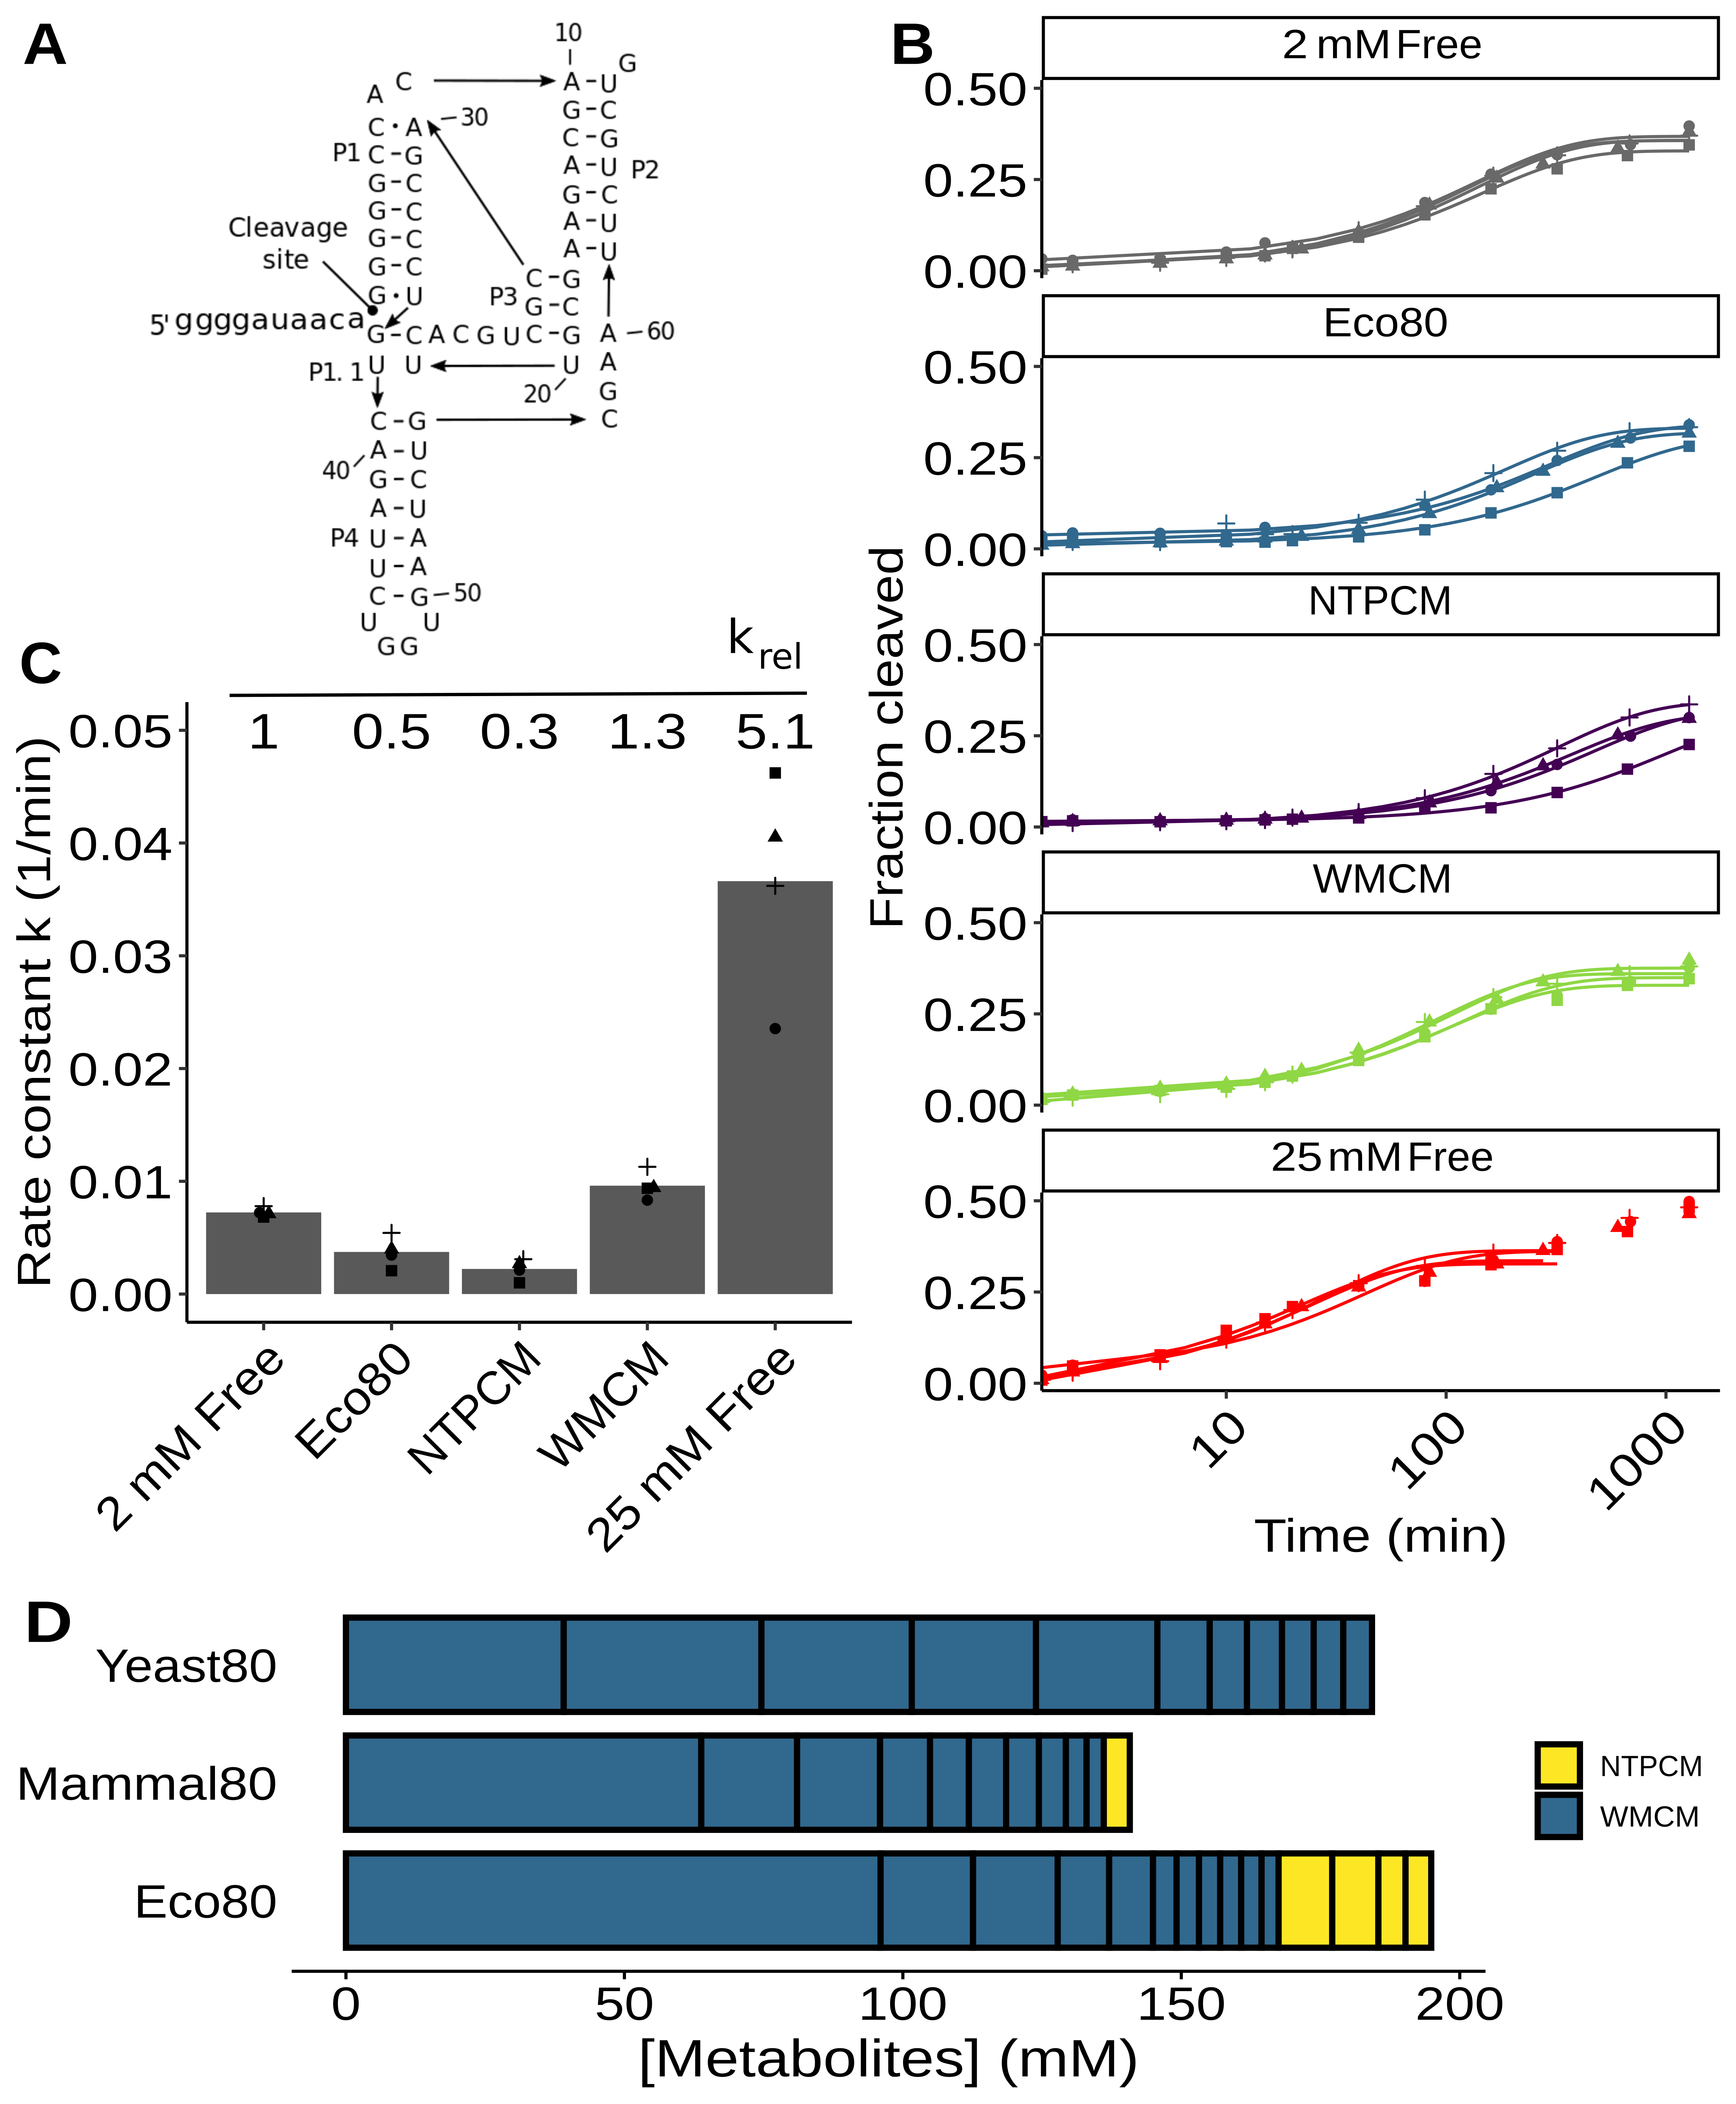 A
10
G
A C
A - U
G - C
C · A - 30
C - G
P1 C - G
G - C
A - U P2
G - C
G - C
G - C
A - U
Cleavage
site
G - C
A - U
C - G
P3
G · U
G - C
5' ggggauaaca
G - C A C G U C - G A - 60
P1. 1 U U U A
20 G
C - G C
A - U
40
G - C
A - U
P4 U - A
U - A
C - G - 50
U U
G G
B
Fraction cleaved
2 mM Free
0.50
0.25
0.00
Eco80
0.50
0.25
0.00
NTPCM
0.50
0.25
0.00
WMCM
0.50
0.25
0.00
25 mM Free
0.50
0.25
0.00
10 100 1000
Time (min)
C
k rel
1 0.5 0.3 1.3 5.1
Rate constant k (1/min)
0.05
0.04
0.03
0.02
0.01
0.00
2 mM Free
Eco80
NTPCM
WMCM
25 mM Free
D
Yeast80
Mammal80
Eco80
NTPCM
WMCM
0 50 100 150 200
[Metabolites] (mM)